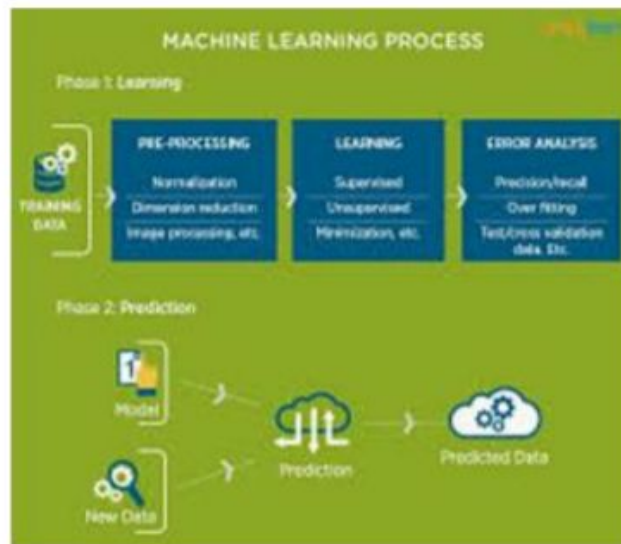 MACHINE LEARNING PROCESS
Phase 1: Learning
TRAINING
DATA
PRE-PROCESSING
Normalization
Dimension reduction
Image processing, etc.
LEARNING
Supervised
Unsupervised
Minimization, etc.
ERROR ANALYSIS
Precision/recall
Over fitting
Test/cross validation
data. Etc.
Phase 2: Prediction
1
Model
New Data
Prediction
Predicted Data